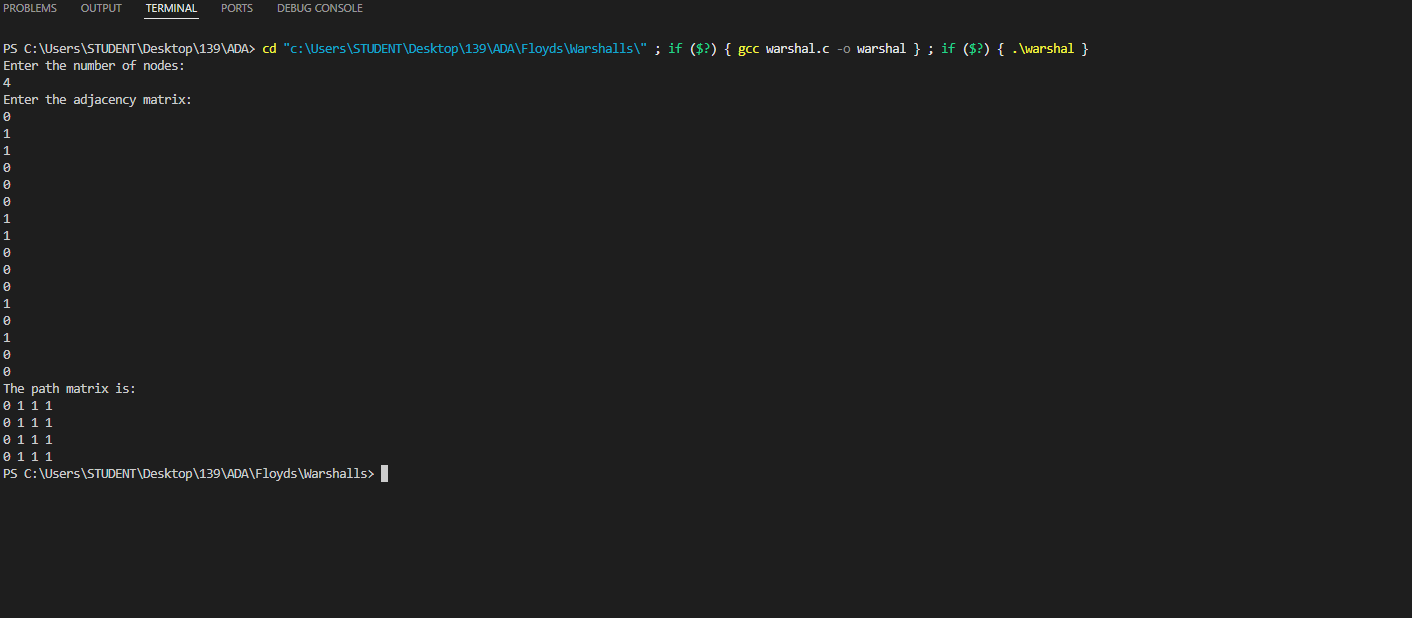 PROBLEMS OUTPUT TERMINAL PORTS DEBUG CONSOLE
PS C:\Users\STUDENT\Desktop\139\ADA> cd "c:\Users\STUDENT\Desktop\139\ADA\Floyds\Warshalls\" ; if ($?) { gcc warshal.c -o warshal } ; if ($?) { .\warshal }
Enter the number of nodes:
4
Enter the adjacency matrix:
0
1
1
0
0
0
1
1
0
0
0
1
0
1
0
0
The path matrix is:
0 1 1 1
0 1 1 1
0 1 1 1
0 1 1 1
PS C:\Users\STUDENT\Desktop\139\ADA\Floyds\Warshalls>